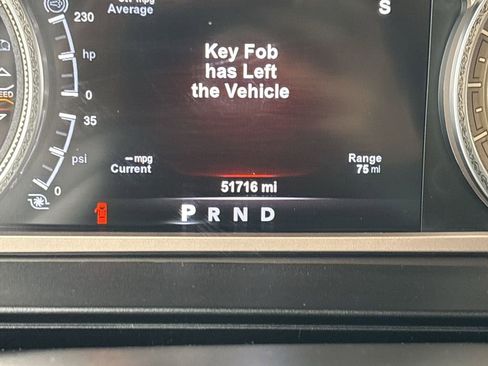 Average
S
230
hp
0
Key Fob
has Left
the Vehicle
35
psi
0
-- mpg
Current
Range
75 mi
51716 mi
P R N D